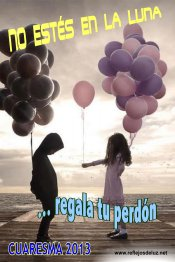 NO ESTÉS EN LA LUNA
... regala tu perdón
CUARESMA 2013
www.reflejosdeluz.net